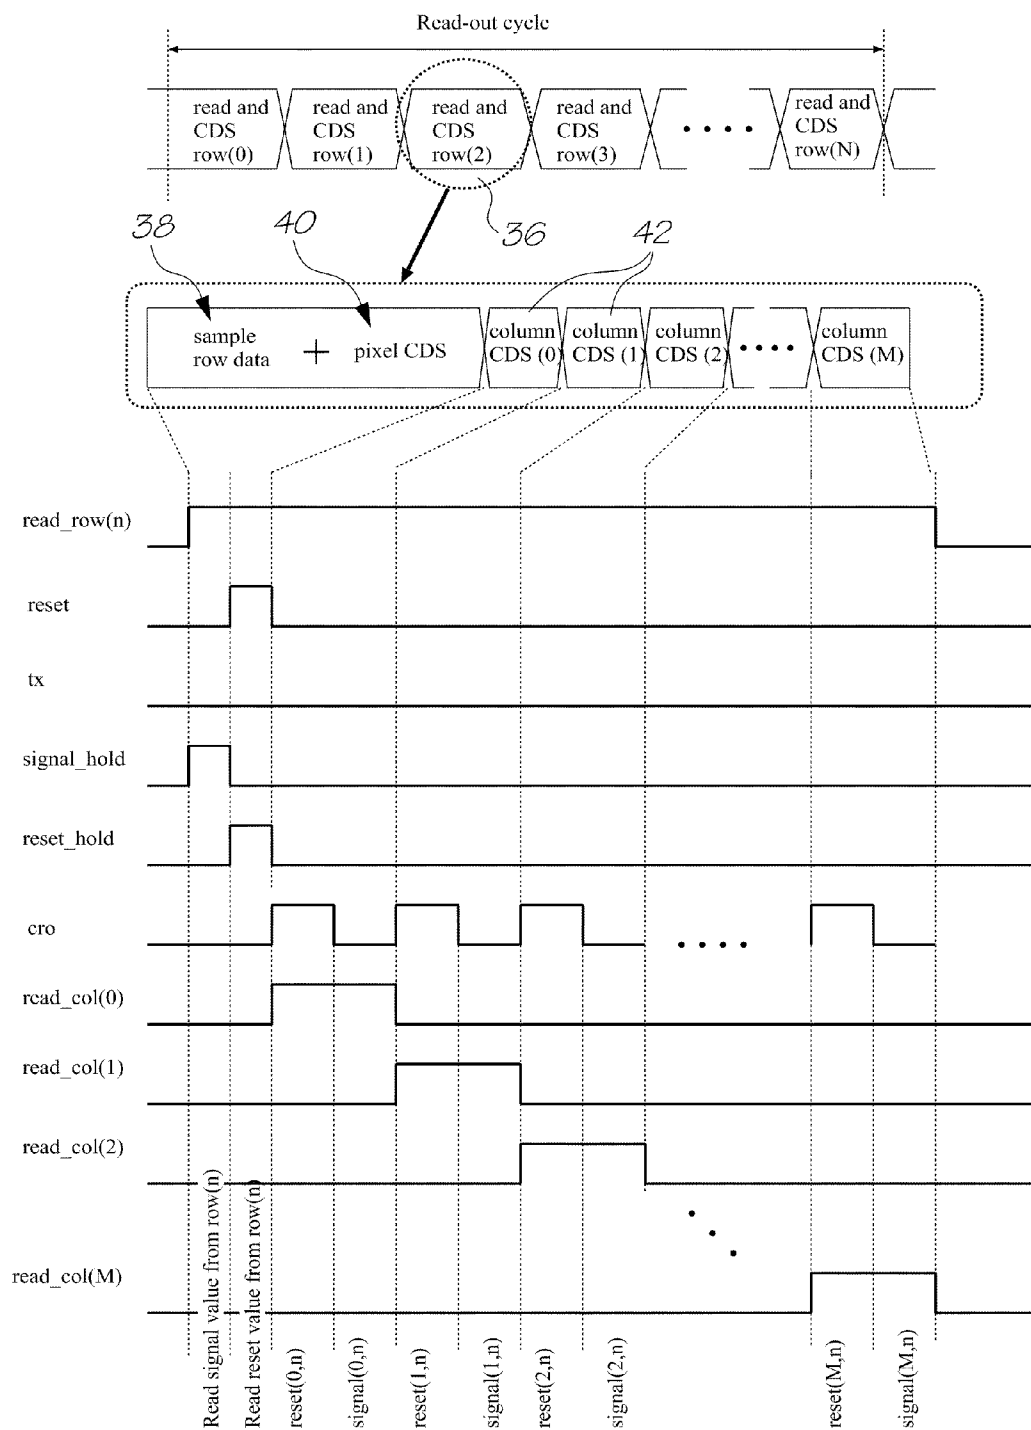 Read-out cycle
read and CDS row(0)
read and CDS row(1)
read and CDS row(2)
read and CDS row(3)
read and CDS row(N)
38
40
36
42
sample row data
+
pixel CDS
column CDS (0)
column CDS (1)
column CDS (2)
column CDS (M)
read_row(n)
reset
tx
signal_hold
reset_hold
cro
read_col(0)
read_col(1)
read_col(2)
read_col(M)
Read signal value from row(n)
Read reset value from row(n)
reset(0,n)
signal(0,n)
reset(1,n)
signal(1,n)
reset(2,n)
signal(2,n)
reset(M,n)
signal(M,n)